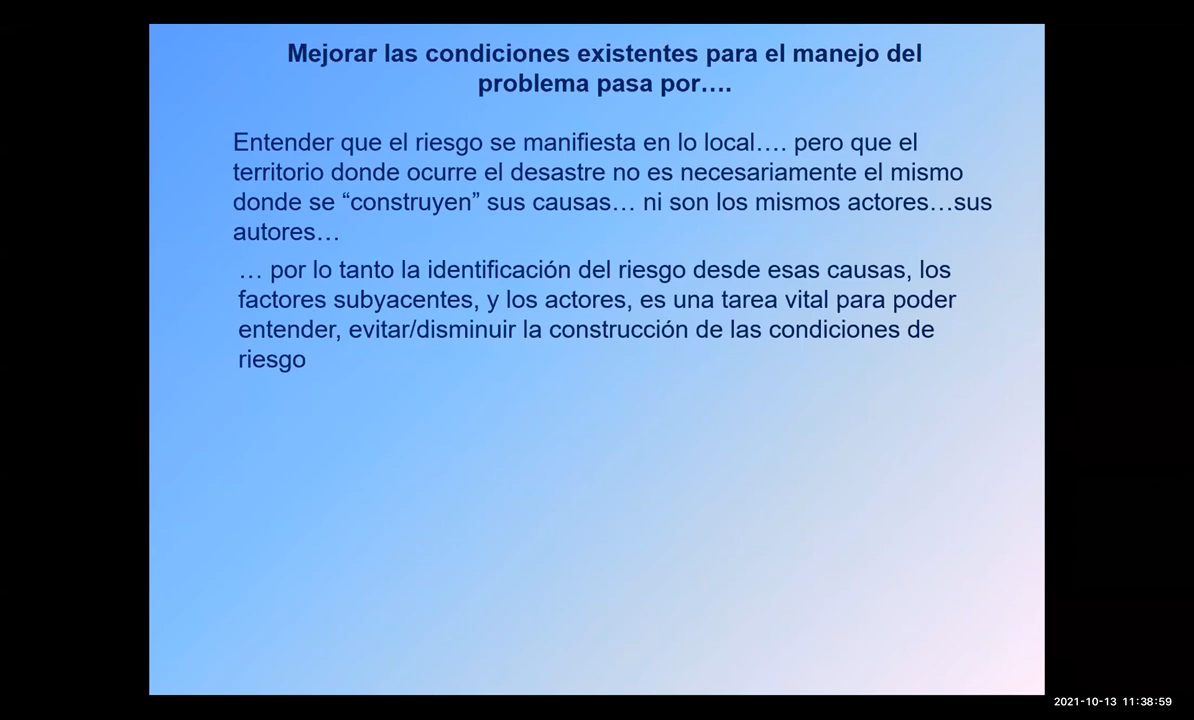 Mejorar las condiciones existentes para el manejo del
problema pasa por….
Entender que el riesgo se manifiesta en lo local…. pero que el
territorio donde ocurre el desastre no es necesariamente el mismo
donde se “construyen” sus causas… ni son los mismos actores…sus
autores…
… por lo tanto la identificación del riesgo desde esas causas, los
factores subyacentes, y los actores, es una tarea vital para poder
entender, evitar/disminuir la construcción de las condiciones de
riesgo
2021-10-13 11:38:59